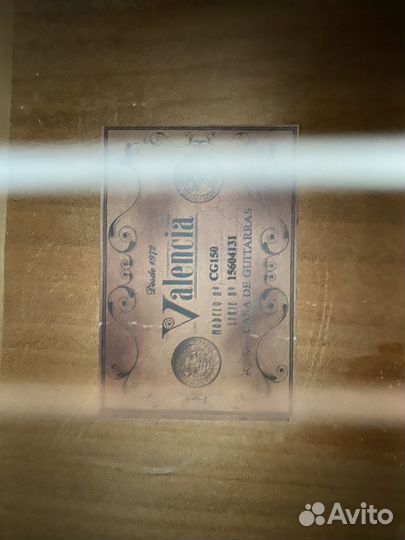 Desde 1972
Valencia
MODELO Nº CG150
SERIE Nº 15604131
CASA DE GUITARRAS
Avito